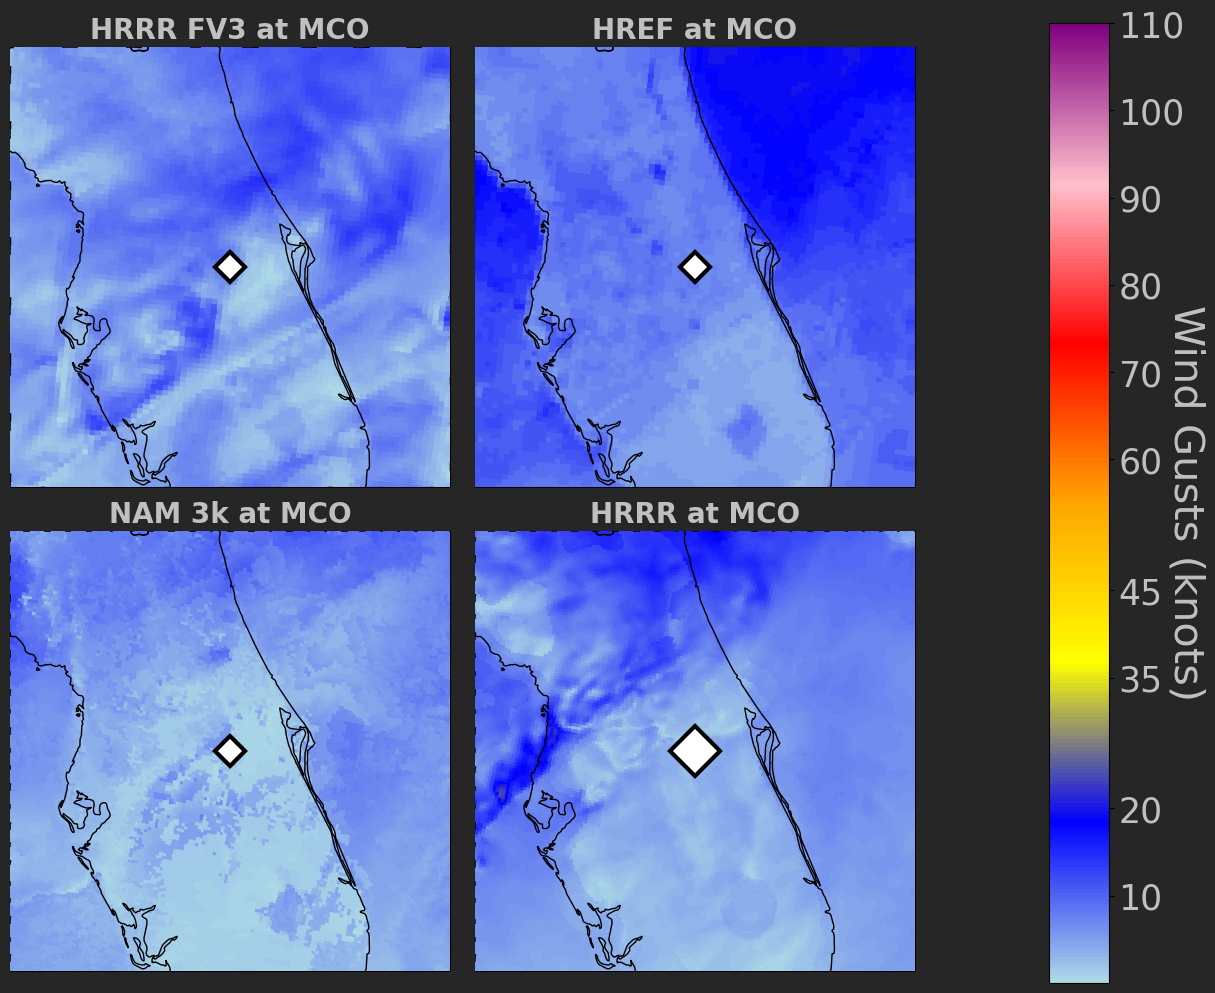 HRRR FV3 at MCO
HREF at MCO
NAM 3k at MCO
HRRR at MCO
110
100
90
80
70
60
45
35
20
10
Wind Gusts (knots)